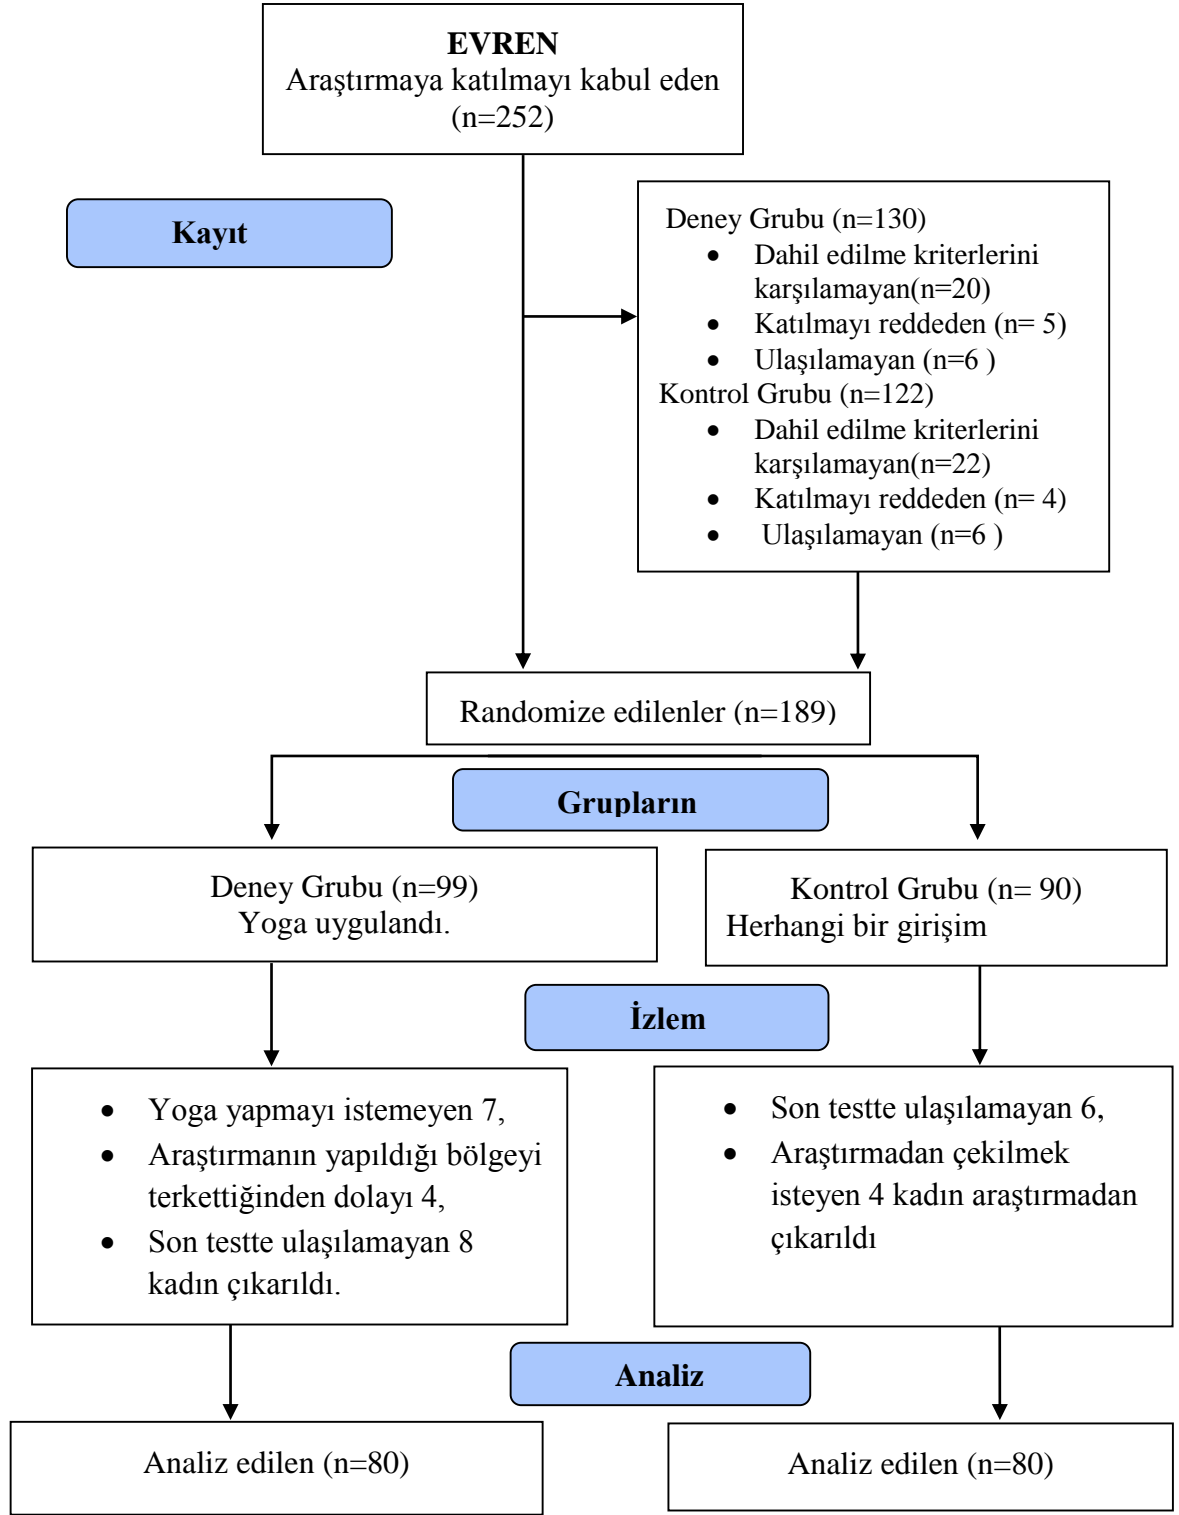 EVREN
Araştırmaya katılmayı kabul eden
(n=252)
Kayıt
Deney Grubu (n=130)
• Dahil edilme kriterlerini
karşılamayan(n=20)
• Katılmayı reddeden (n= 5)
• Ulaşılamayan (n=6 )
Kontrol Grubu (n=122)
• Dahil edilme kriterlerini
karşılamayan(n=22)
• Katılmayı reddeden (n= 4)
• Ulaşılamayan (n=6 )
Randomize edilenler (n=189)
Grupların
Deney Grubu (n=99)
Yoga uygulandı.
Kontrol Grubu (n= 90)
Herhangi bir girişim
İzlem
• Yoga yapmayı istemeyen 7,
• Araştırmanın yapıldığı bölgeyi
terkettiğinden dolayı 4,
• Son testte ulaşılamayan 8
kadın çıkarıldı.
• Son testte ulaşılamayan 6,
• Araştırmadan çekilmek
isteyen 4 kadın araştırmadan
çıkarıldı
Analiz
Analiz edilen (n=80)
Analiz edilen (n=80)